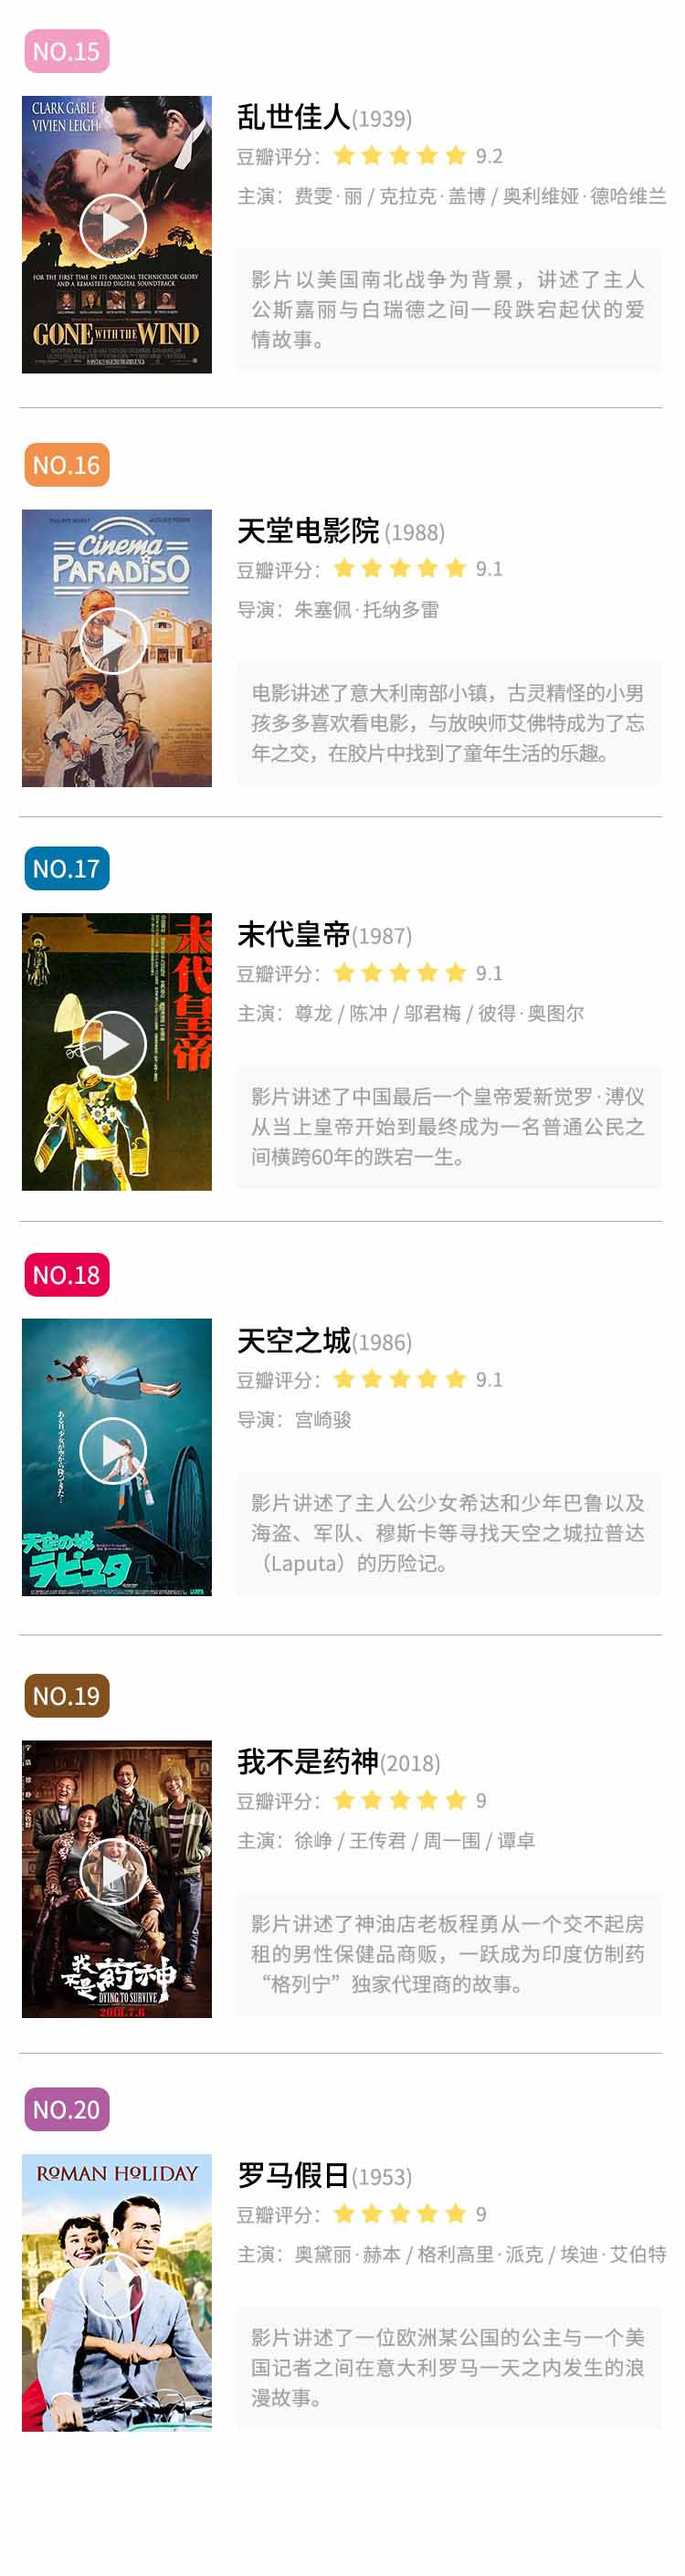 NO.15
CLARK GABLE
VIVIEN LEIGH
FOR THE FIRST TIME IN ITS ORIGINAL TECHNICOLOR GLORY
AND A REMASTERED DIGITAL SOUNDTRACK
GONE WITH THE WIND
乱世佳人(1939)
豆瓣评分： 9.2
主演：费雯·丽 / 克拉克·盖博 / 奥利维娅·德哈维兰
影片以美国南北战争为背景，讲述了主人
公斯嘉丽与白瑞德之间一段跌宕起伏的爱
情故事。
NO.16
Cinema
PARADISO
天堂电影院 (1988)
豆瓣评分： 9.1
导演：朱塞佩·托纳多雷
电影讲述了意大利南部小镇，古灵精怪的小男
孩多多喜欢看电影，与放映师艾佛特成为了忘
年之交，在胶片中找到了童年生活的乐趣。
NO.17
末代皇帝
末代皇帝(1987)
豆瓣评分： 9.1
主演：尊龙 / 陈冲 / 邬君梅 / 彼得·奥图尔
影片讲述了中国最后一个皇帝爱新觉罗·溥仪
从当上皇帝开始到最终成为一名普通公民之
间横跨60年的跌宕一生。
NO.18
ある日、少女が空から降ってきた…
天空の城
ラピュタ
天空之城(1986)
豆瓣评分： 9.1
导演：宫崎骏
影片讲述了主人公少女希达和少年巴鲁以及
海盗、军队、穆斯卡等寻找天空之城拉普达
（Laputa）的历险记。
NO.19
我不是药神
DYING TO SURVIVE
2018.7.6
我不是药神(2018)
豆瓣评分： 9
主演：徐峥 / 王传君 / 周一围 / 谭卓
影片讲述了神油店老板程勇从一个交不起房
租的男性保健品商贩，一跃成为印度仿制药
“格列宁”独家代理商的故事。
NO.20
ROMAN HOLIDAY
罗马假日(1953)
豆瓣评分： 9
主演：奥黛丽·赫本 / 格利高里·派克 / 埃迪·艾伯特
影片讲述了一位欧洲某公国的公主与一个美
国记者之间在意大利罗马一天之内发生的浪
漫故事。